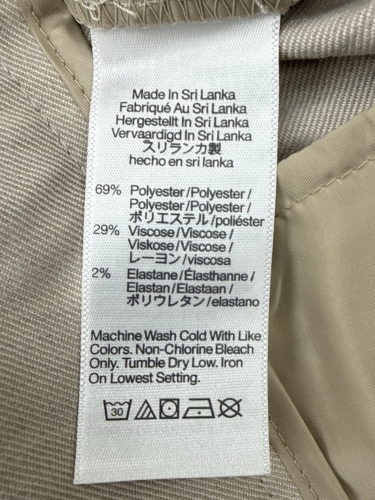 Made In Sri Lanka
Fabriqué Au Sri Lanka
Hergestellt In Sri Lanka
Vervaardigd In Sri Lanka
スリランカ製
hecho en sri lanka
69% Polyester/Polyester/
Polyester/Polyester/
ポリエステル/poliéster
29% Viscose/Viscose/
Viskose/Viscose/
レーヨン/viscosa
2% Elastane/Élasthanne/
Elastan/Elastaan/
ポリウレタン/elastano
Machine Wash Cold With Like
Colors. Non-Chlorine Bleach
Only. Tumble Dry Low. Iron
On Lowest Setting.
30